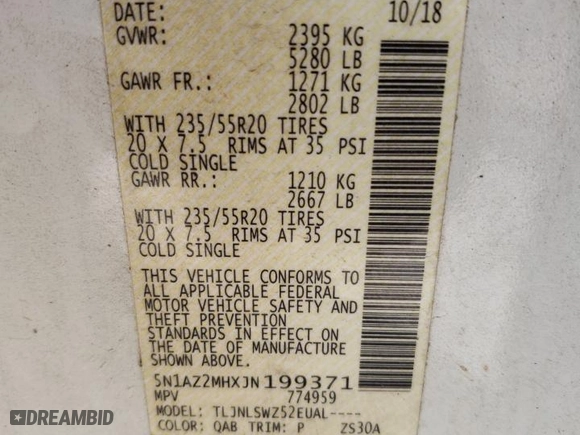 DATE: 10/18
GVWR: 2395 KG
5280 LB
GAWR FR.: 1271 KG
2802 LB
WITH 235/55R20 TIRES
20 X 7.5 RIMS AT 35 PSI
COLD SINGLE
GAWR RR.: 1210 KG
2667 LB
WITH 235/55R20 TIRES
20 X 7.5 RIMS AT 35 PSI
COLD SINGLE
THIS VEHICLE CONFORMS TO
ALL APPLICABLE FEDERAL
MOTOR VEHICLE SAFETY AND
THEFT PREVENTION
STANDARDS IN EFFECT ON
THE DATE OF MANUFACTURE
SHOWN ABOVE.
5N1AZ2MHXJN199371
MPV 774959
MODEL: TLJNLSWZ52EUAL----
COLOR: QAB TRIM: P ZS30A
DID I OVERPAY?.COM